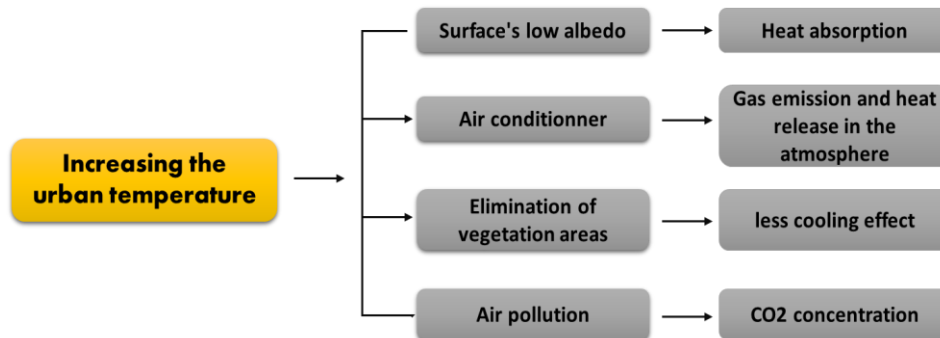 Increasing the
urban temperature
Surface's low albedo
Heat absorption
Air conditionner
Gas emission and heat
release in the
atmosphere
Elimination of
vegetation areas
less cooling effect
Air pollution
CO2 concentration